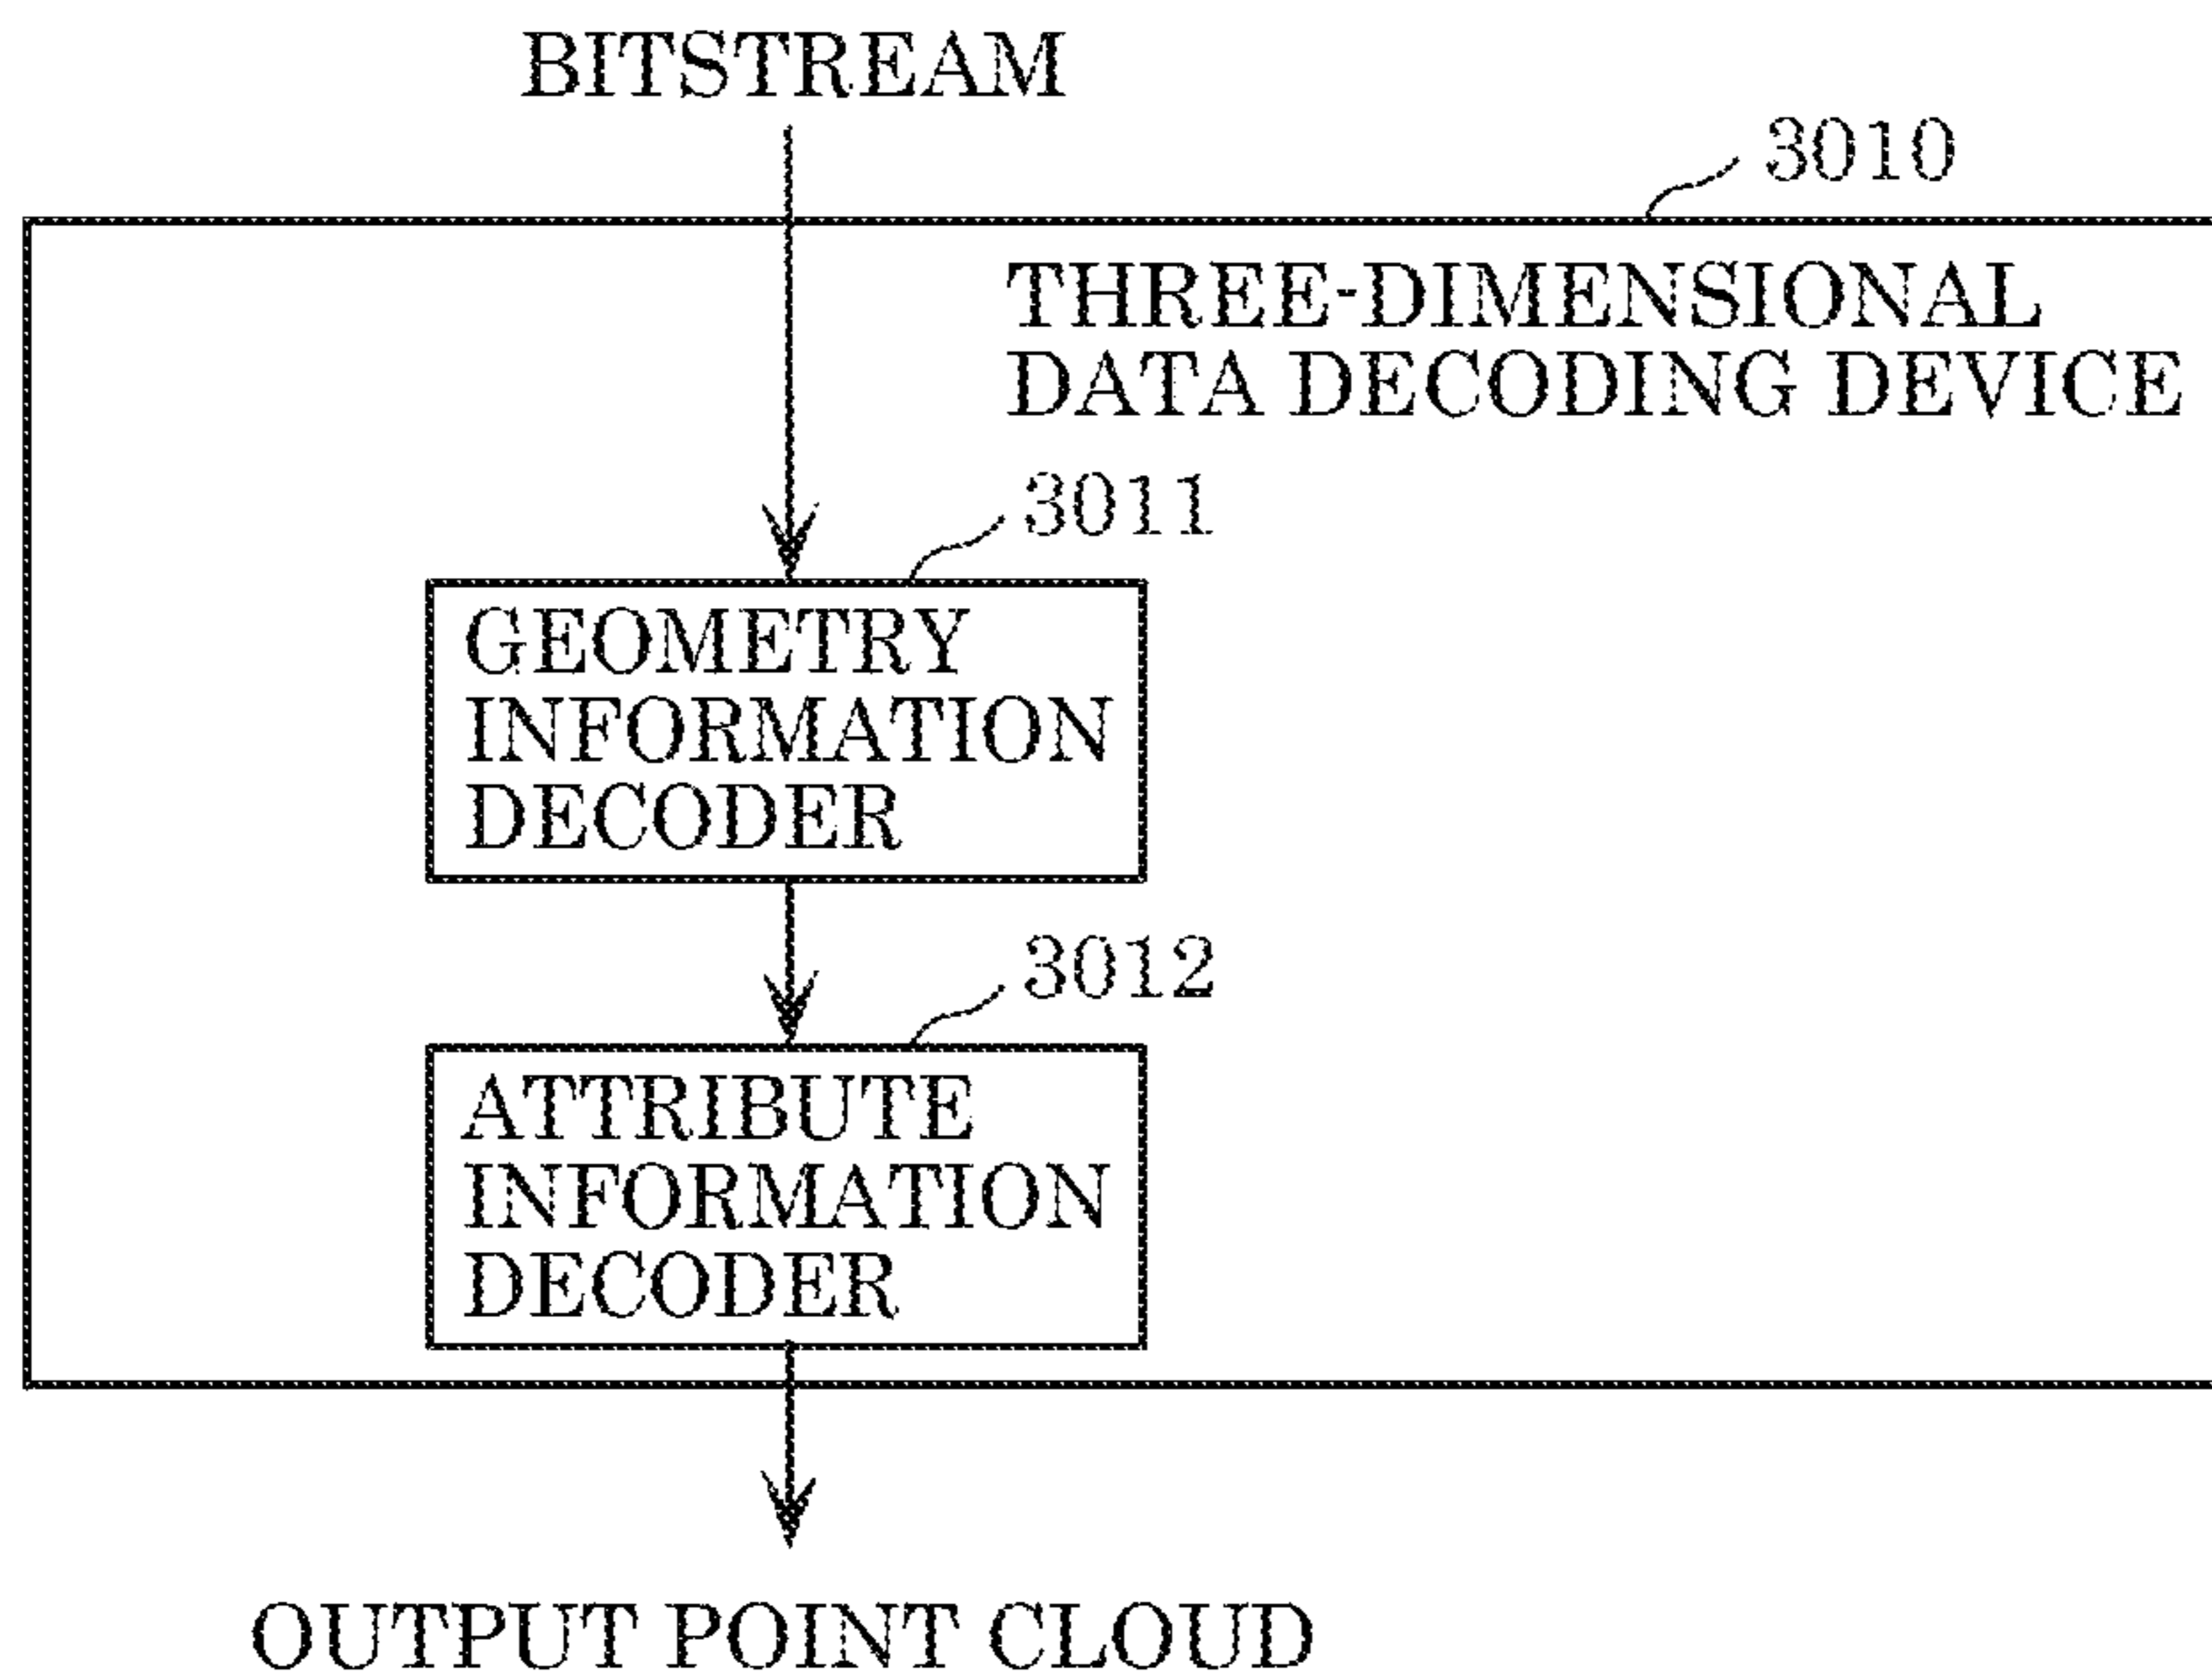 BITSTREAM
3010
THREE-DIMENSIONAL
DATA DECODING DEVICE
3011
GEOMETRY
INFORMATION
DECODER
3012
ATTRIBUTE
INFORMATION
DECODER
OUTPUT POINT CLOUD